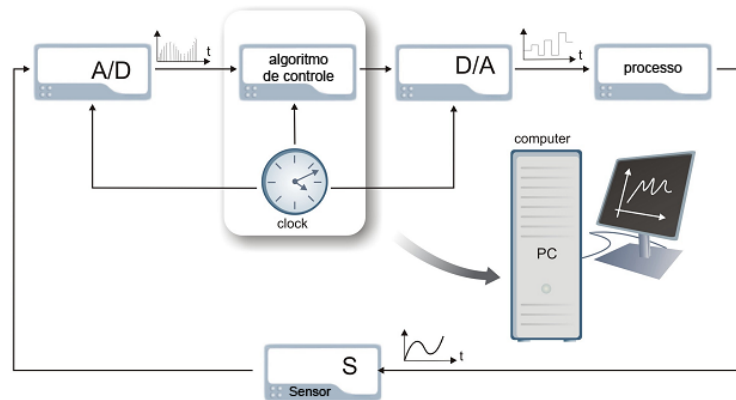 A/D
t
algoritmo
de controle
D/A
t
processo
clock
computer
PC
S
Sensor
t